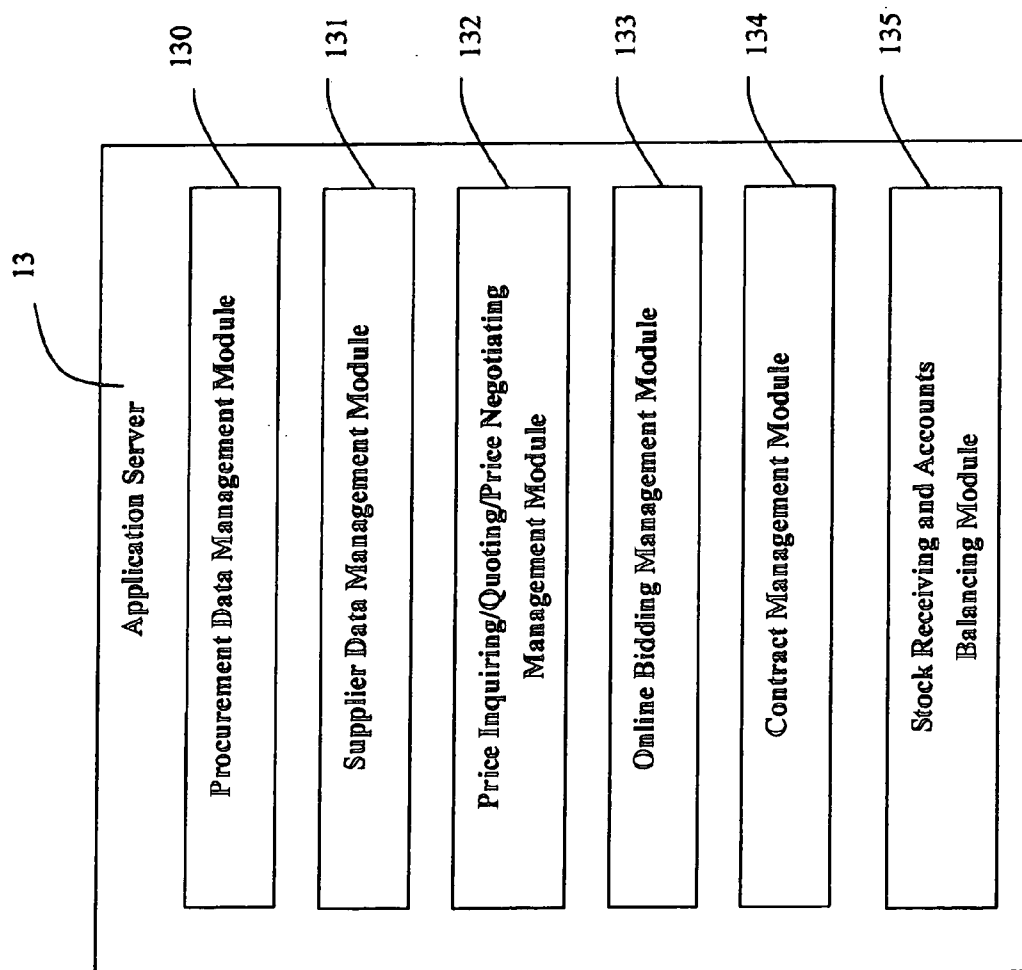 13
Application Server
Procurement Data Management Module
130
Supplier Data Management Module
131
Price Inquiring/Quoting/Price Negotiating
Management Module
132
Online Bidding Management Module
133
Contract Management Module
134
Stock Receiving and Accounts
Balancing Module
135